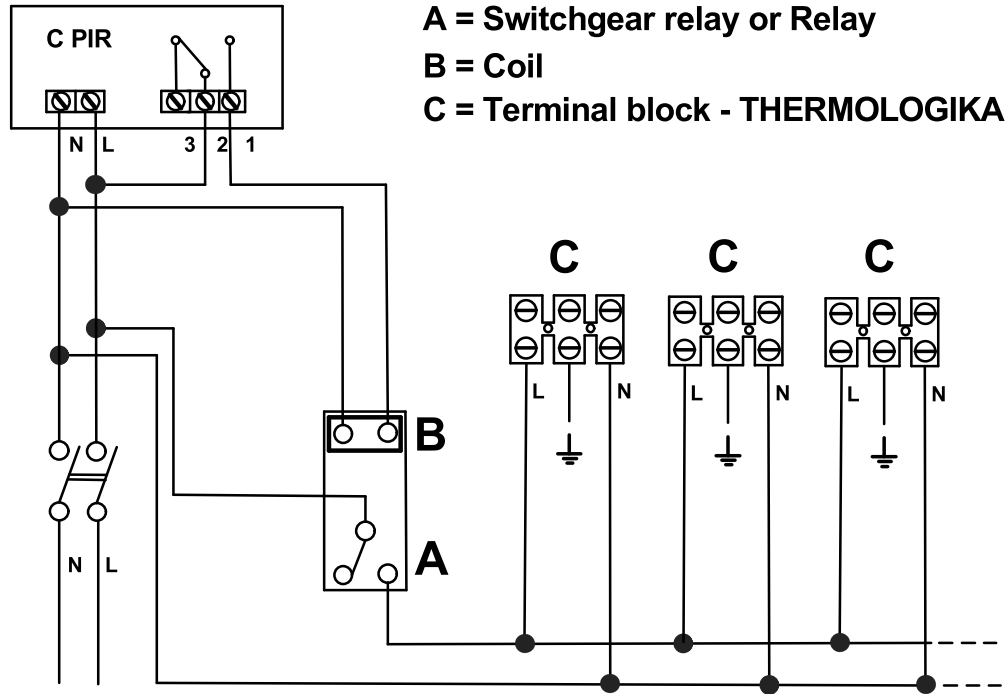 A = Switchgear relay or Relay
B = Coil
C = Terminal block - THERMOLOGIKA
C PIR
N L 3 2 1
C C C
L N L N L N
B
A
N L